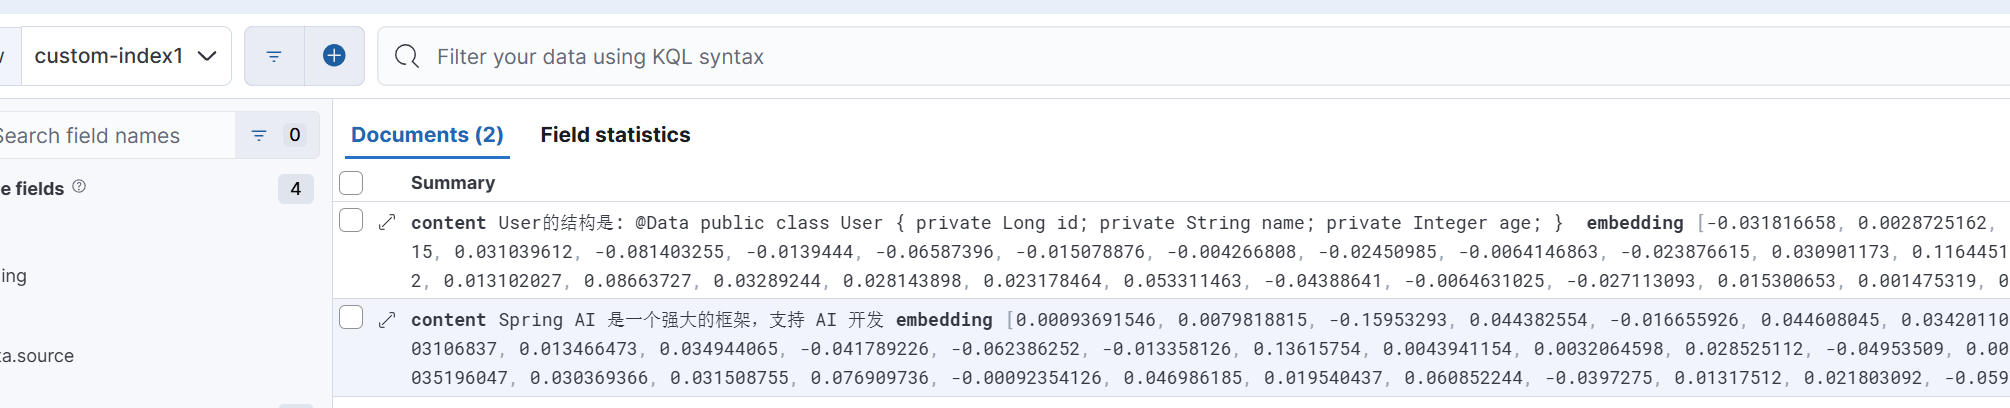 custom-index1
Filter your data using KQL syntax
Search field names
0
Documents (2)
Field statistics
e fields
4
Summary
content User的结构是: @Data public class User { private Long id; private String name; private Integer age; } embedding [-0.031816658, 0.0028725162,
15, 0.031039612, -0.081403255, -0.0139444, -0.06587396, -0.015078876, -0.004266808, -0.02450985, -0.0064146863, -0.023876615, 0.030901173, 0.1164451
ing
2, 0.013102027, 0.08663727, 0.03289244, 0.028143898, 0.023178464, 0.053311463, -0.04388641, -0.0064631025, -0.027113093, 0.015300653, 0.001475319, 0
content Spring AI 是一个强大的框架，支持 AI 开发 embedding [0.00093691546, 0.0079818815, -0.15953293, 0.044382554, -0.016655926, 0.044608045, 0.03420110
ta.source
03106837, 0.013466473, 0.034944065, -0.041789226, -0.062386252, -0.013358126, 0.13615754, 0.0043941154, 0.0032064598, 0.028525112, -0.04953509, 0.00
035196047, 0.030369366, 0.031508755, 0.076909736, -0.00092354126, 0.046986185, 0.019540437, 0.060852244, -0.0397275, 0.01317512, 0.021803092, -0.059